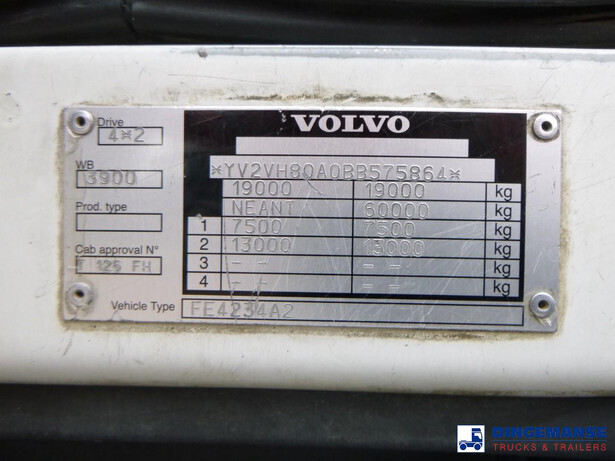 Drive
4*2
WB
3900
Prod. type
Cab approval N°
T 125 FH
VOLVO
*YV2VH80A0BB575864*
19000 19000 kg
NEANT 60000 kg
1 7500 7500 kg
2 13000 13000 kg
3 -- -- kg
4 -- -- kg
Vehicle Type FE4234A2
KINGEMANGE
TRUCKS & TRAILERS